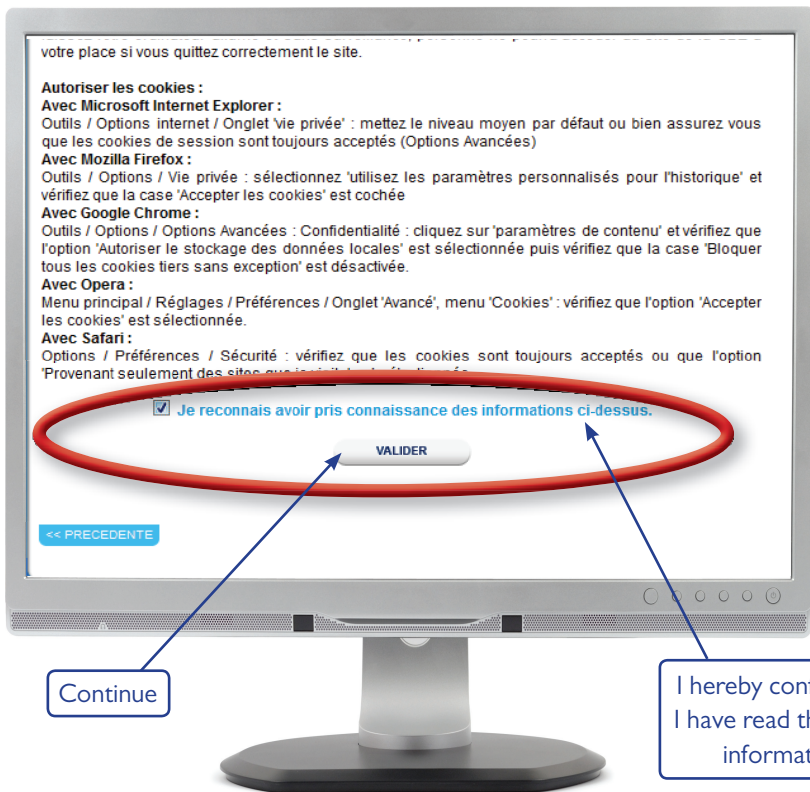 votre place si vous quittez correctement le site.
Autoriser les cookies :
Avec Microsoft Internet Explorer :
Outils / Options internet / Onglet 'vie privée' : mettez le niveau moyen par défaut ou bien assurez vous
que les cookies de session sont toujours acceptés (Options Avancées)
Avec Mozilla Firefox :
Outils / Options / Vie privée : sélectionnez 'utilisez les paramètres personnalisés pour l'historique' et
vérifiez que la case 'Accepter les cookies' est cochée
Avec Google Chrome :
Outils / Options / Options Avancées : Confidentialité : cliquez sur 'paramètres de contenu' et vérifiez que
l'option 'Autoriser le stockage des données locales' est sélectionnée puis vérifiez que la case 'Bloquer
tous les cookies tiers sans exception' est désactivée.
Avec Opera :
Menu principal / Réglages / Préférences / Onglet 'Avancé', menu 'Cookies' : vérifiez que l'option 'Accepter
les cookies' est sélectionnée.
Avec Safari :
Options / Préférences / Sécurité : vérifiez que les cookies sont toujours acceptés ou que l'option
'Provenant seulement des sites que
Je reconnais avoir pris connaissance des informations ci-dessus.
VALIDER
<< PRECEDENTE
Continue
I hereby
I have read